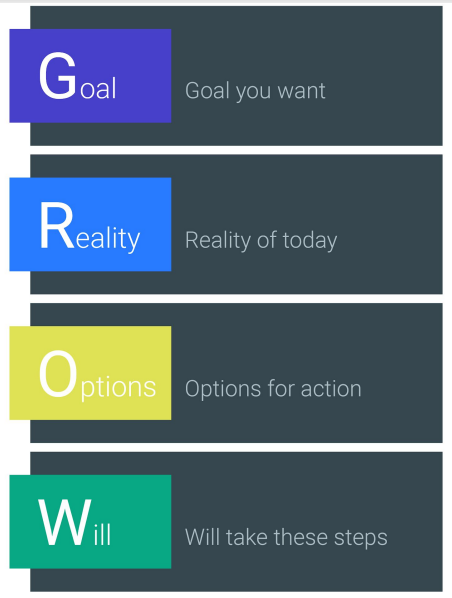 Goal
Goal you want
Reality
Reality of today
Options
Options for action
Will
Will take these steps